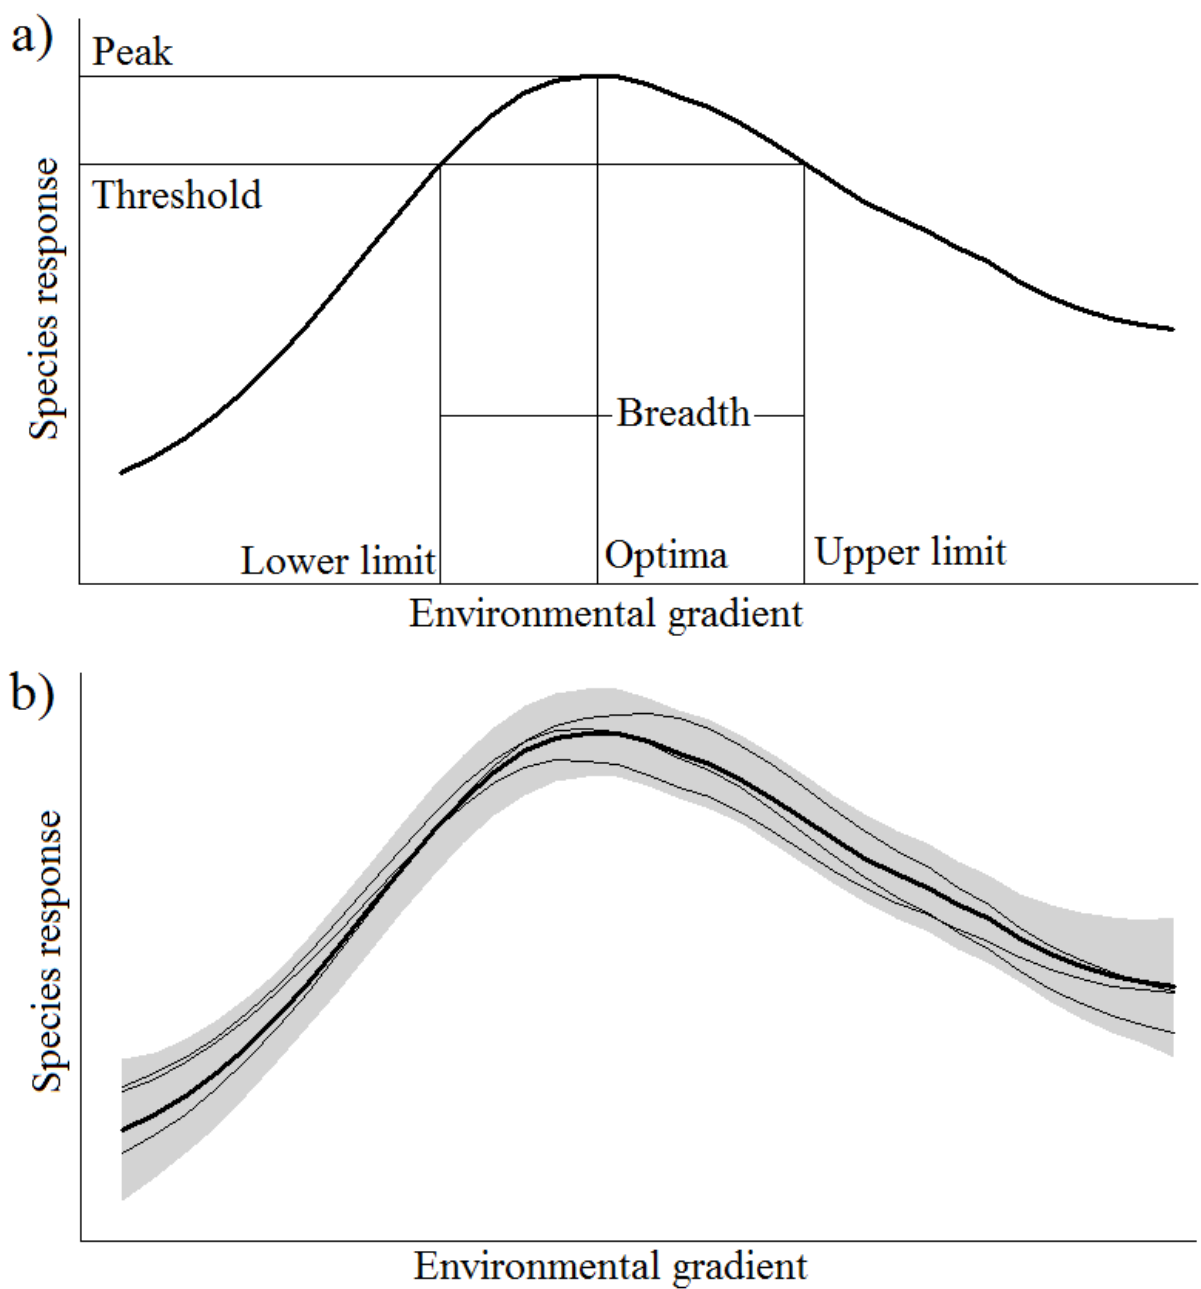 a)
Peak
Threshold
Species response
Breadth
Lower limit
Optima
Upper limit
Environmental gradient
b)
Species response
Environmental gradient